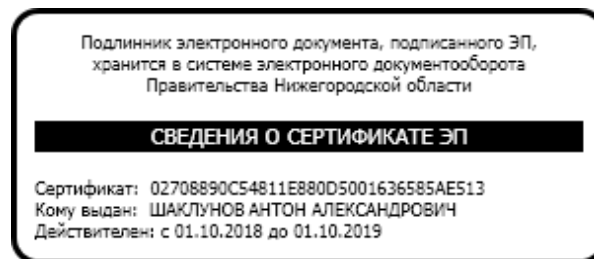 Подлинник электронного документа, подписанного ЭП,
хранится в системе электронного документооборота
Правительства Нижегородской области
СВЕДЕНИЯ О СЕРТИФИКАТЕ ЭП
Сертификат: 02708890C54811E880D5001636585AE513
Кому выдан: ШАКЛУНОВ АНТОН АЛЕКСАНДРОВИЧ
Действителен: с 01.10.2018 до 01.10.2019